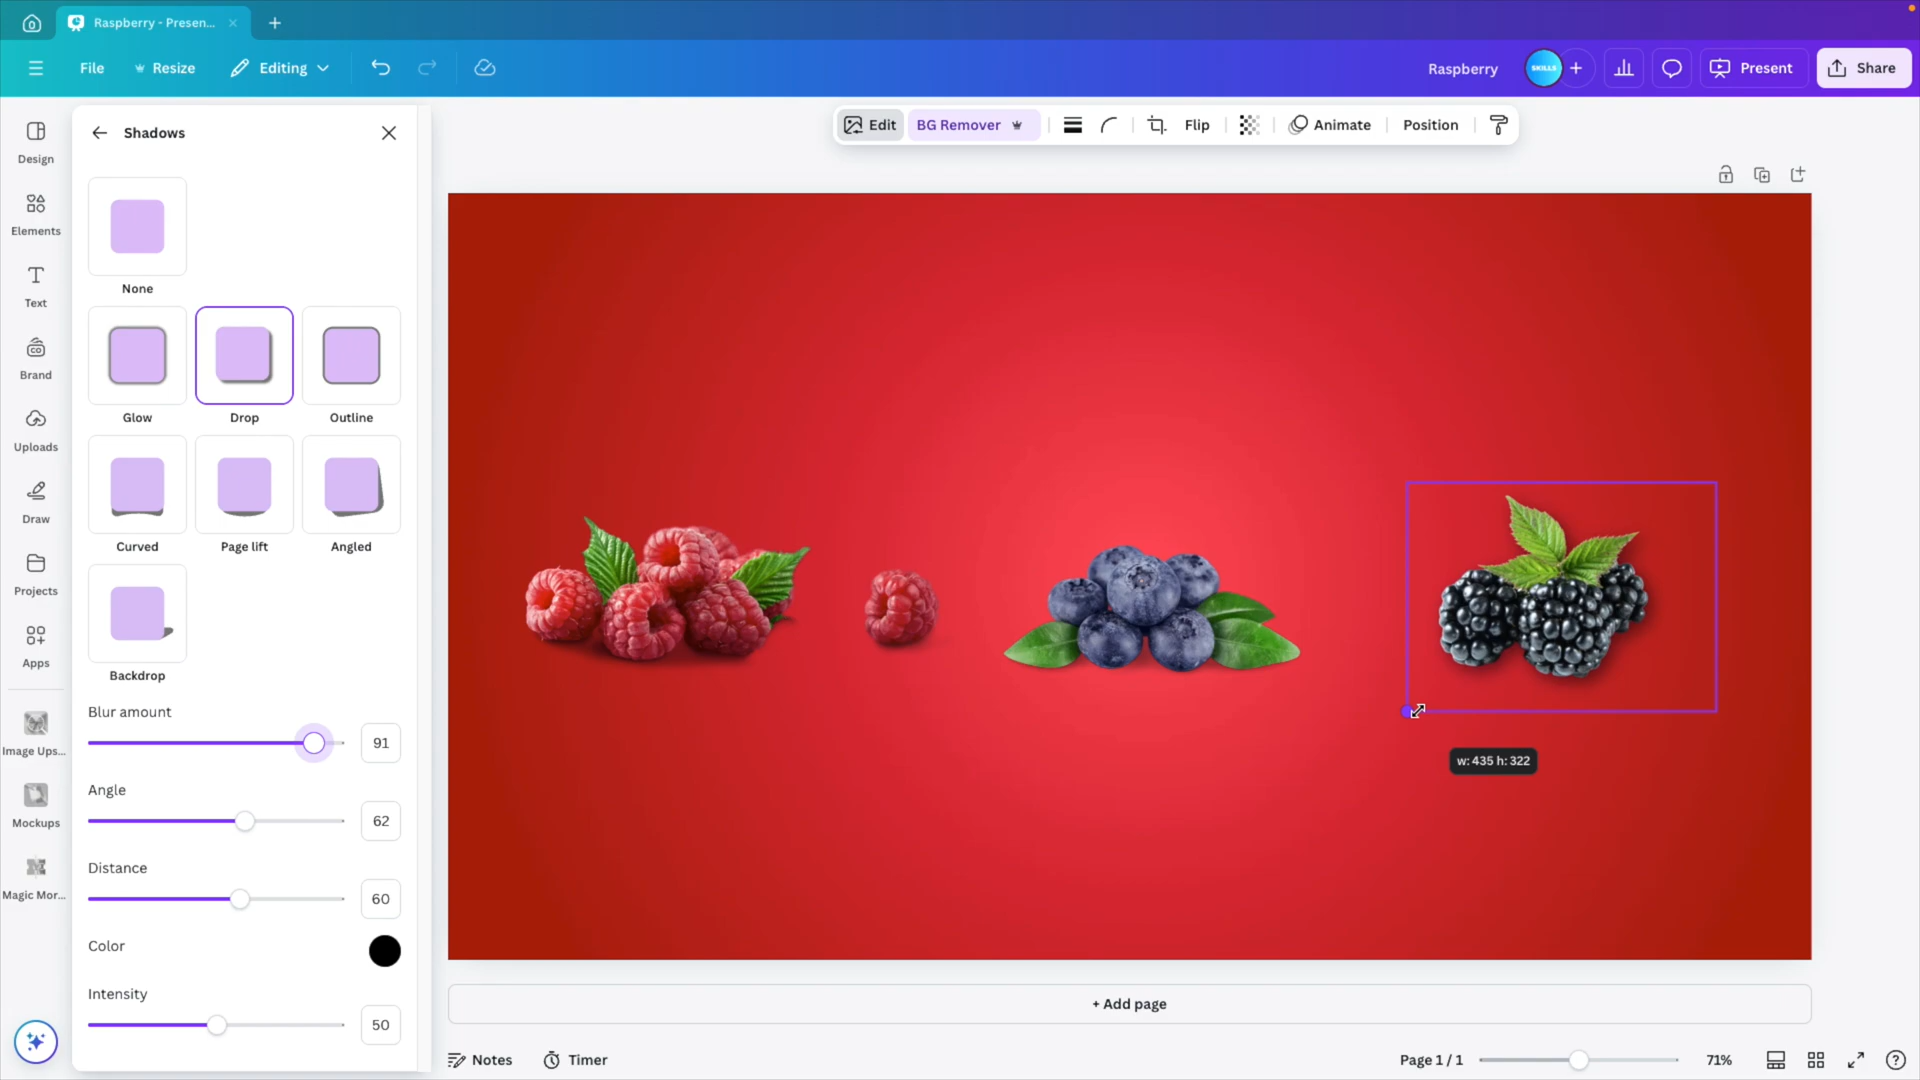 Raspberry - Presen...
File
Resize
Editing
Raspberry
SKILLS
Present
Share
Design
Elements
Text
Brand
Uploads
Draw
Projects
Apps
Image Ups...
Mockups
Magic Mor...
Shadows
None
Glow
Drop
Outline
Curved
Page lift
Angled
Backdrop
Blur amount
91
Angle
62
Distance
60
Color
Intensity
50
Edit
BG Remover
Flip
Animate
Position
w: 435 h: 322
+ Add page
Notes
Timer
Page 1 / 1
71%